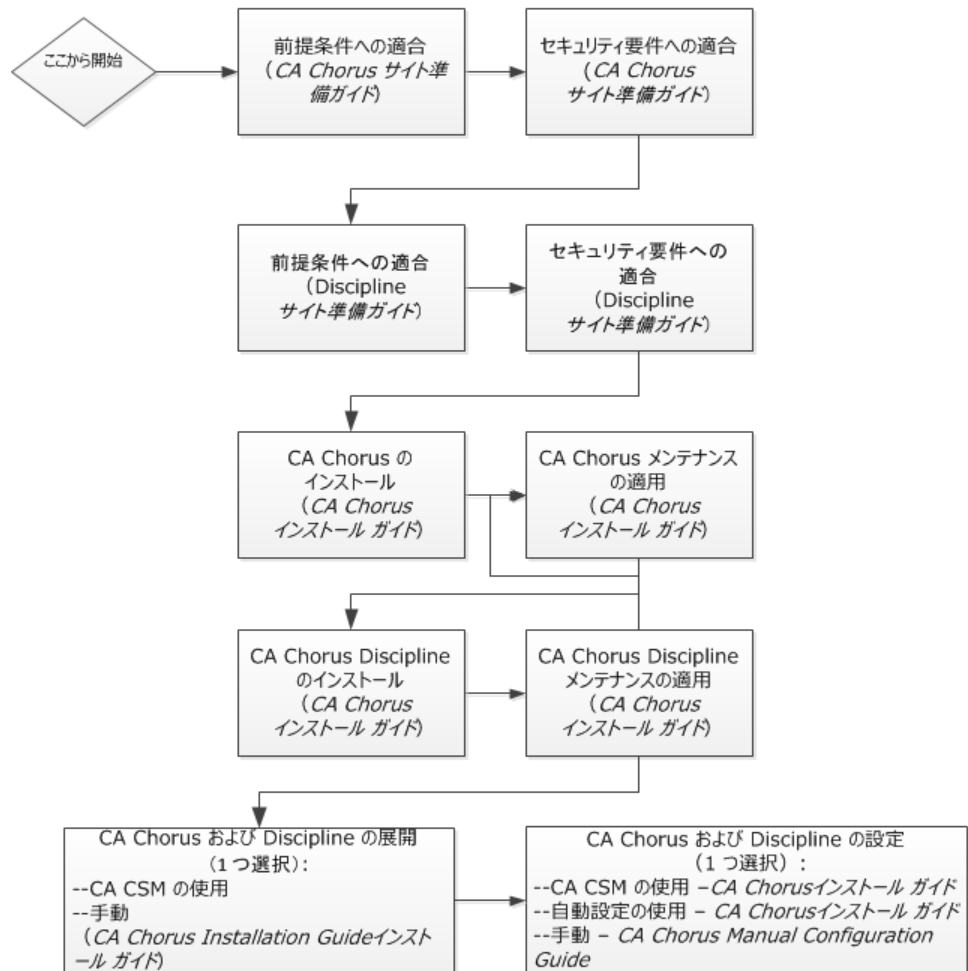 ここから開始
前提条件への適合
（CA Chorus サイト準
備ガイド）
セキュリティ要件への適合
（CA Chorus
サイト準備ガイド）
前提条件への適合
（Discipline
サイト準備ガイド）
セキュリティ要件への
適合
（Discipline
サイト準備ガイド）
CA Chorus の
インストール
（CA Chorus
インストール ガイド）
CA Chorus メンテナンス
の適用
（CA Chorus
インストール ガイド）
CA Chorus Discipline
のインストール
（CA Chorus
インストール ガイド）
CA Chorus Discipline
メンテナンスの適用
（CA Chorus
インストール ガイド）
CA Chorus および Discipline の展開
（1つ選択）：
--CA CSM の使用
--手動
（CA Chorus Installation Guideインスト
ール ガイド）
CA Chorus および Discipline の設定
（1 つ選択）：
--CA CSM の使用 –CA Chorusインストール ガイド
--自動設定の使用 – CA Chorusインストール ガイド
--手動 – CA Chorus Manual Configuration
Guide